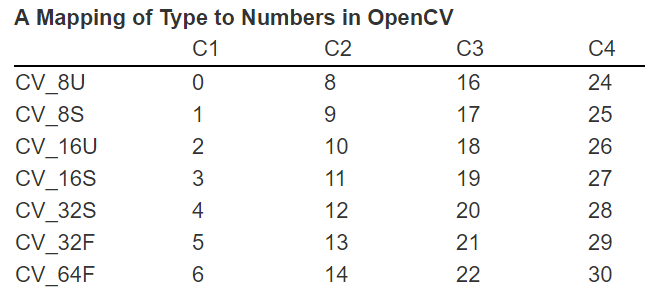 A Mapping of Type to Numbers in OpenCV
C1 C2 C3 C4
CV_8U 0 8 16 24
CV_8S 1 9 17 25
CV_16U 2 10 18 26
CV_16S 3 11 19 27
CV_32S 4 12 20 28
CV_32F 5 13 21 29
CV_64F 6 14 22 30